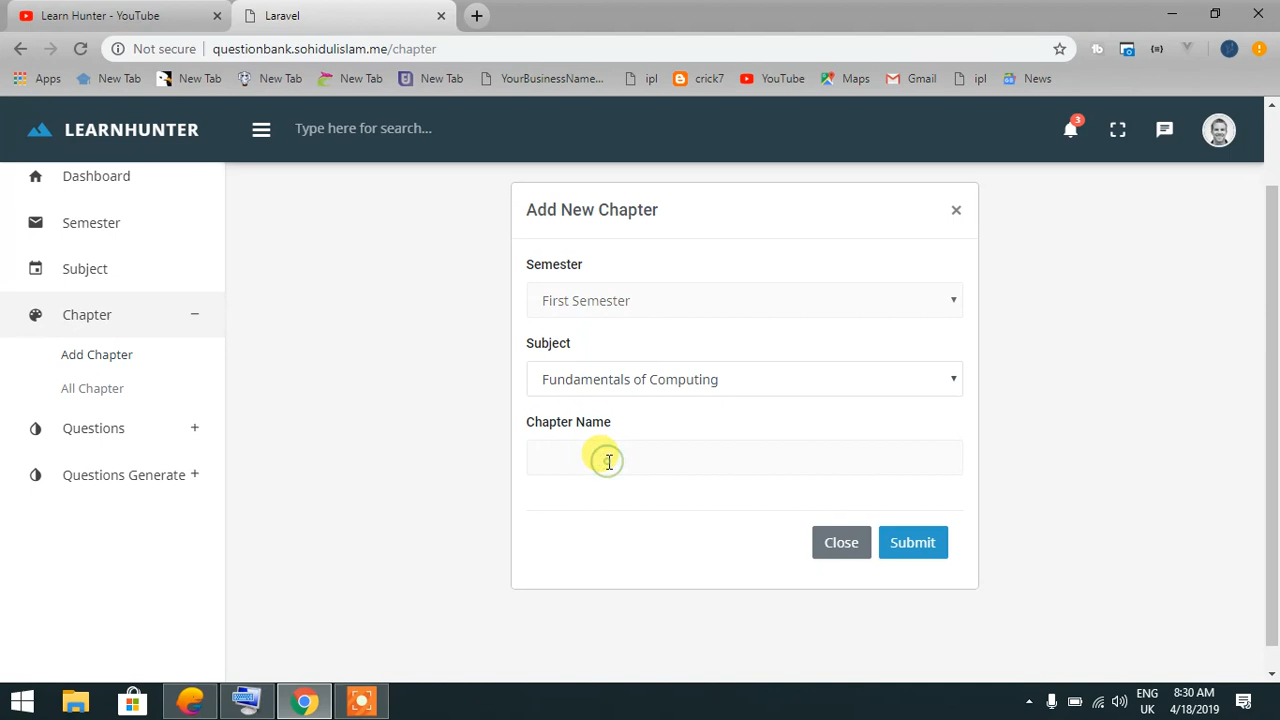 Learn Hunter - YouTube
Laravel
Not secure
questionbank.sohidulislam.me/chapter
Apps
New Tab
New Tab
New Tab
New Tab
New Tab
YourBusinessName...
ipl
crick7
YouTube
Maps
Gmail
ipl
News
LEARNHUNTER
Type here for search...
3
Dashboard
Semester
Subject
Chapter
Add Chapter
All Chapter
Questions
Questions Generate
Add New Chapter
Semester
First Semester
Subject
Fundamentals of Computing
Chapter Name
Close
Submit
ENG
UK
8:30 AM
4/18/2019